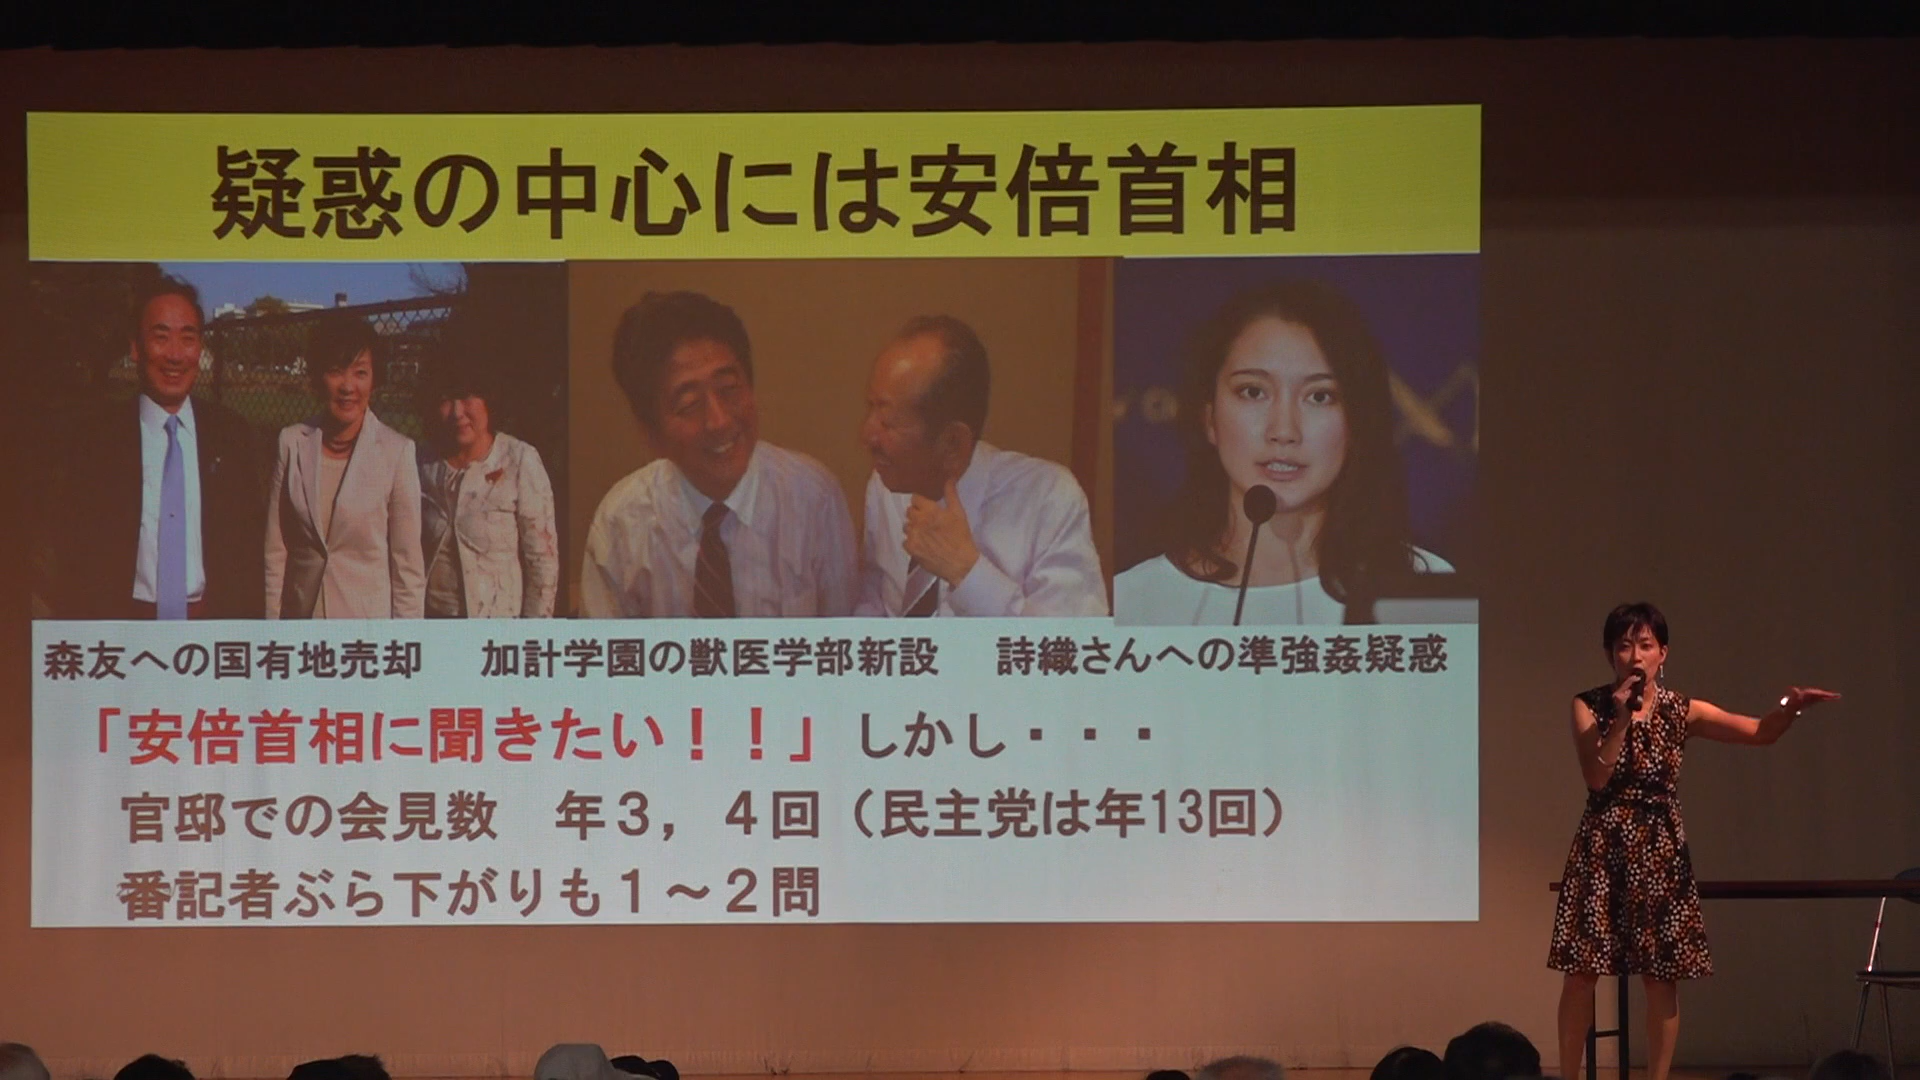 疑惑の中心には安倍首相
森友への国有地売却　加計学園の獣医学部新設　詩織さんへの準強姦疑惑
「安倍首相に聞きたい！！」しかし・・・
官邸での会見数　年３，４回（民主党は年13回）
番記者ぶら下がりも１～２問